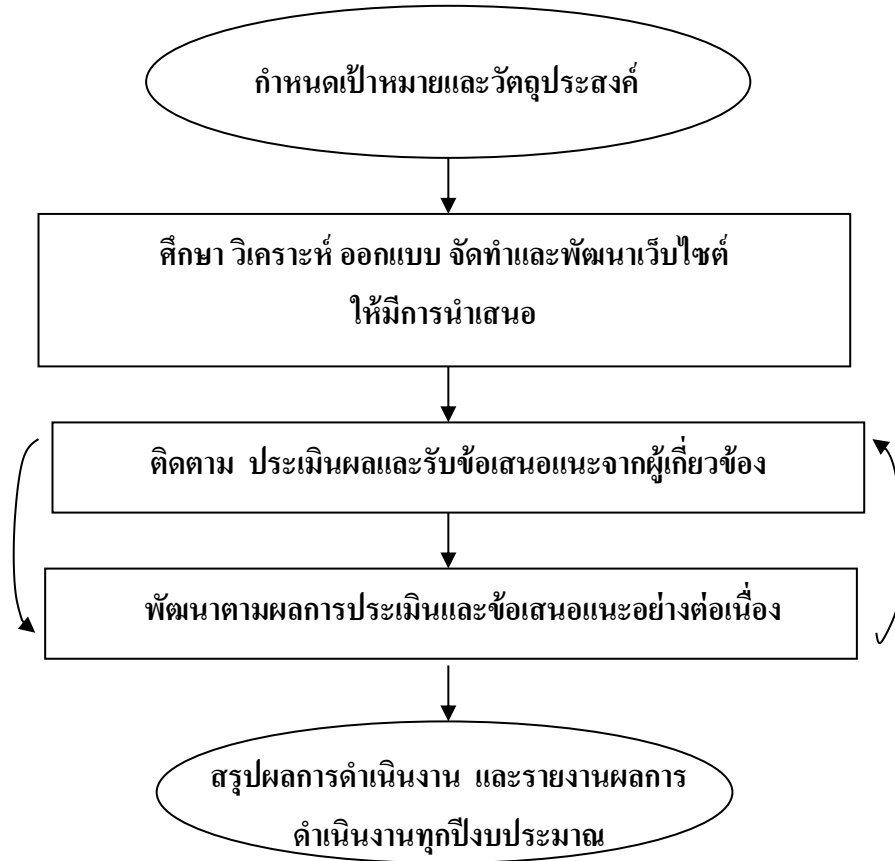 กำหนดเป้าหมายและวัตถุประสงค์
ศึกษา วิเคราะห์ ออกแบบ จัดทำและพัฒนาเว็บไซต์
ให้มีการนำเสนอ
ติดตาม ประเมินผลและรับข้อเสนอแนะจากผู้เกี่ยวข้อง
พัฒนาตามผลการประเมินและข้อเสนอแนะอย่างต่อเนื่อง
สรุปผลการดำเนินงาน และรายงานผลการ
ดำเนินงานทุกปีงบประมาณ